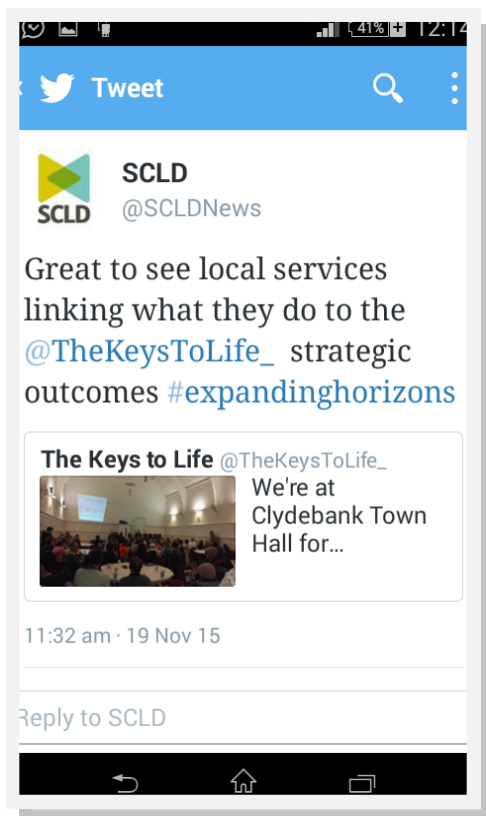 41% 12:14
Tweet
SCLD
SCLD
@SCLDNews
Great to see local services
linking what they do to the
@TheKeysToLife_ strategic
outcomes #expandinghorizons
The Keys to Life @TheKeysToLife_
We're at
Clydebank Town
Hall for...
11:32 am · 19 Nov 15
Reply to SCLD